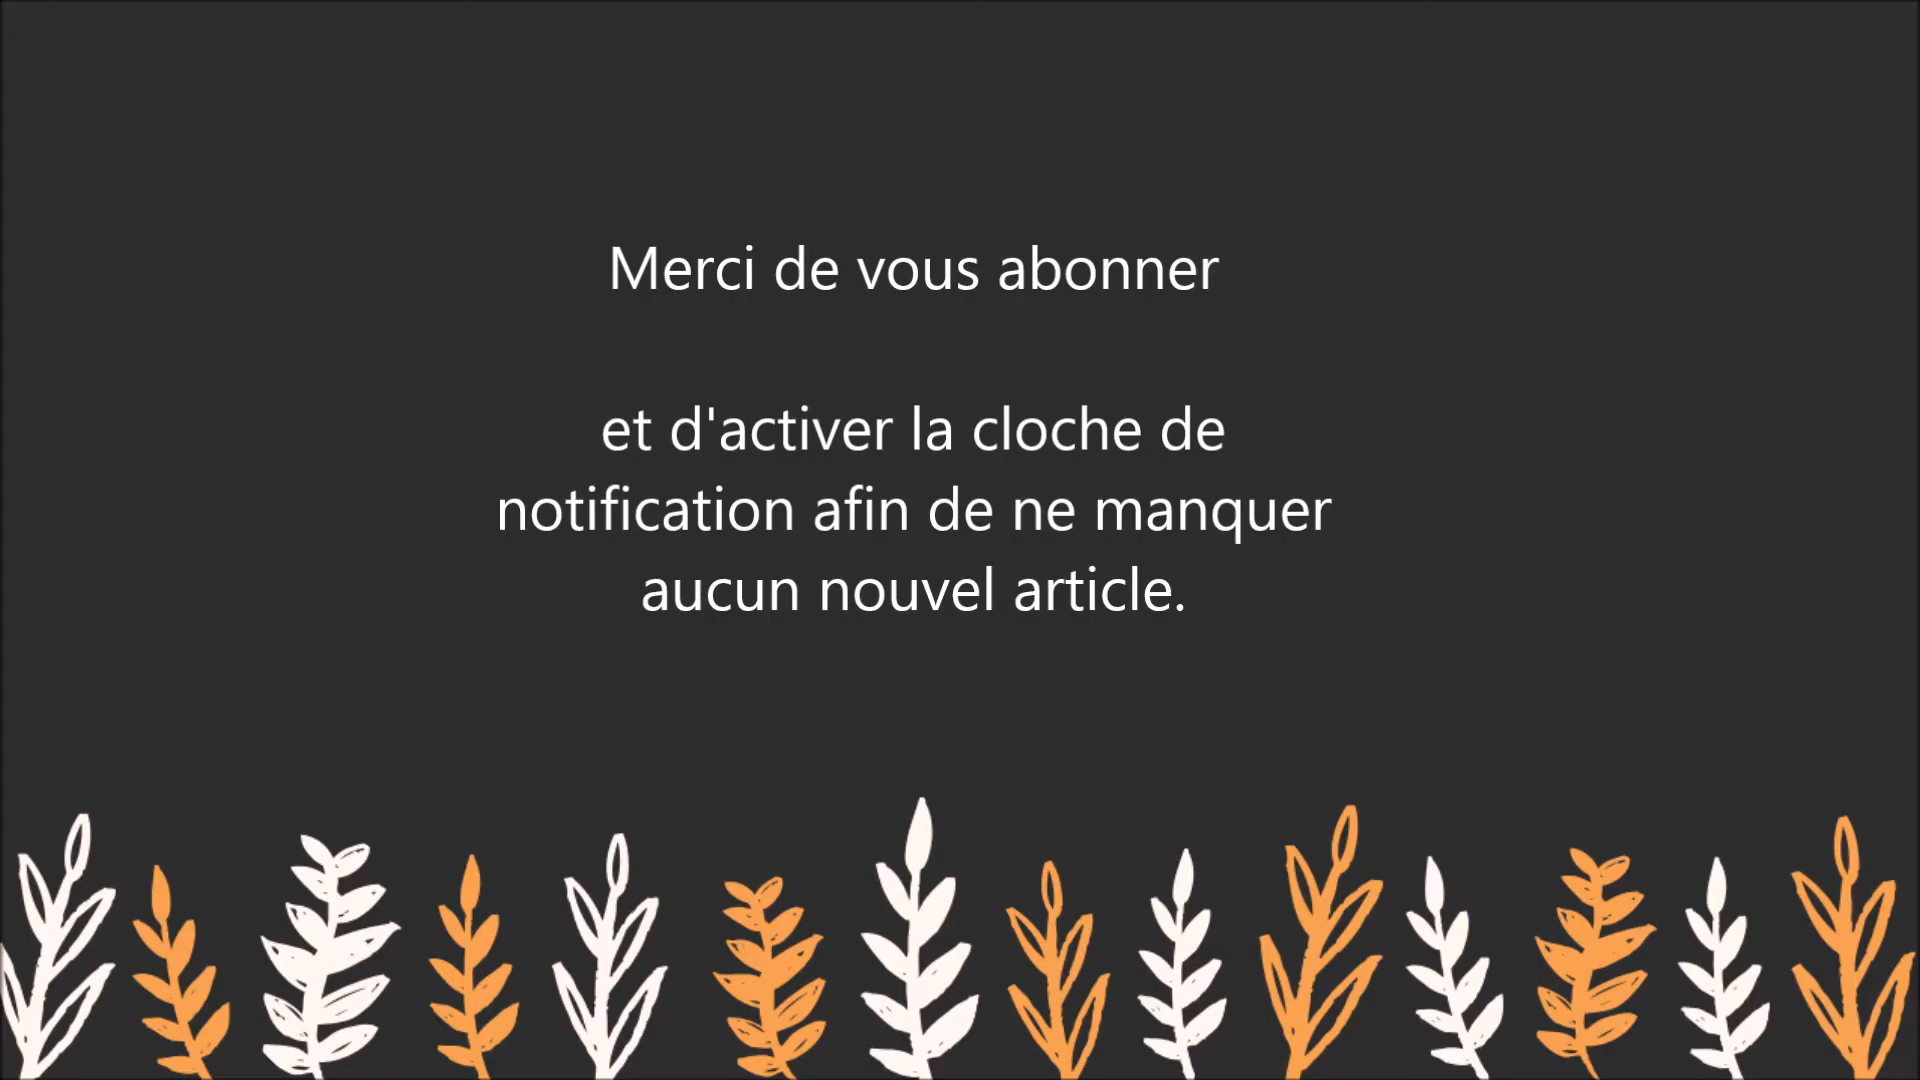 Merci de vous abonner
et d'activer la cloche de
notification afin de ne manquer
aucun nouvel article.